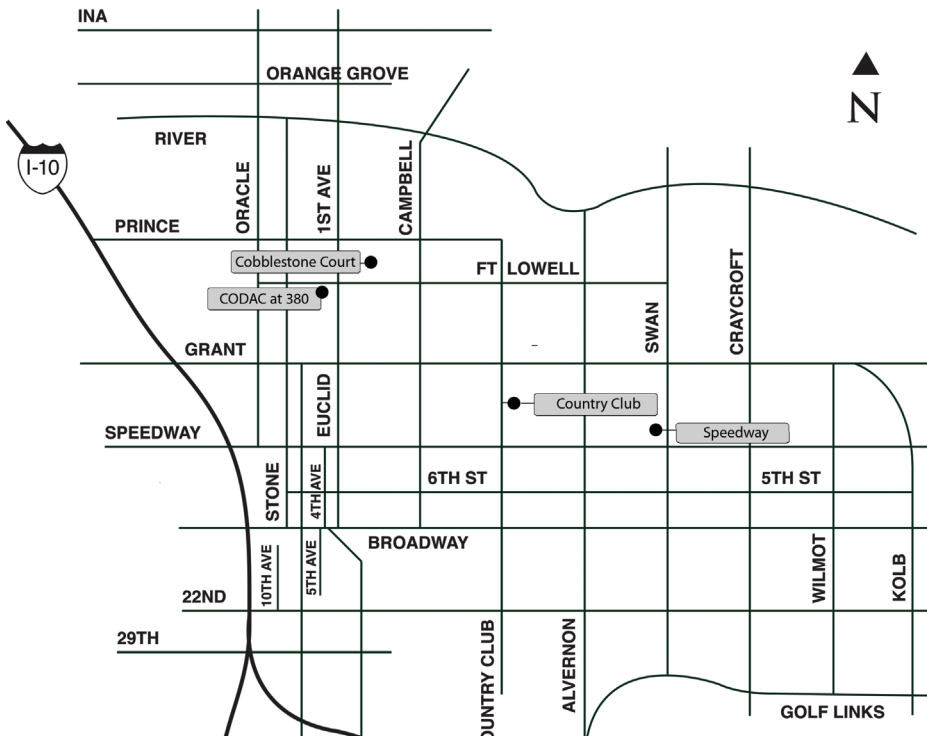 INA
ORANGE GROVE
N
RIVER
I-10
ORACLE
1ST AVE
CAMPBELL
PRINCE
Cobblestone Court
FT LOWELL
CODAC at 380
SWAN
CRAYCROFT
GRANT
EUCLID
Country Club
SPEEDWAY
Speedway
STONE
4TH AVE
6TH ST
5TH ST
BROADWAY
10TH AVE
5TH AVE
WILMOT
KOLB
22ND
29TH
OUNTRY CLUB
ALVERNON
GOLF LINKS